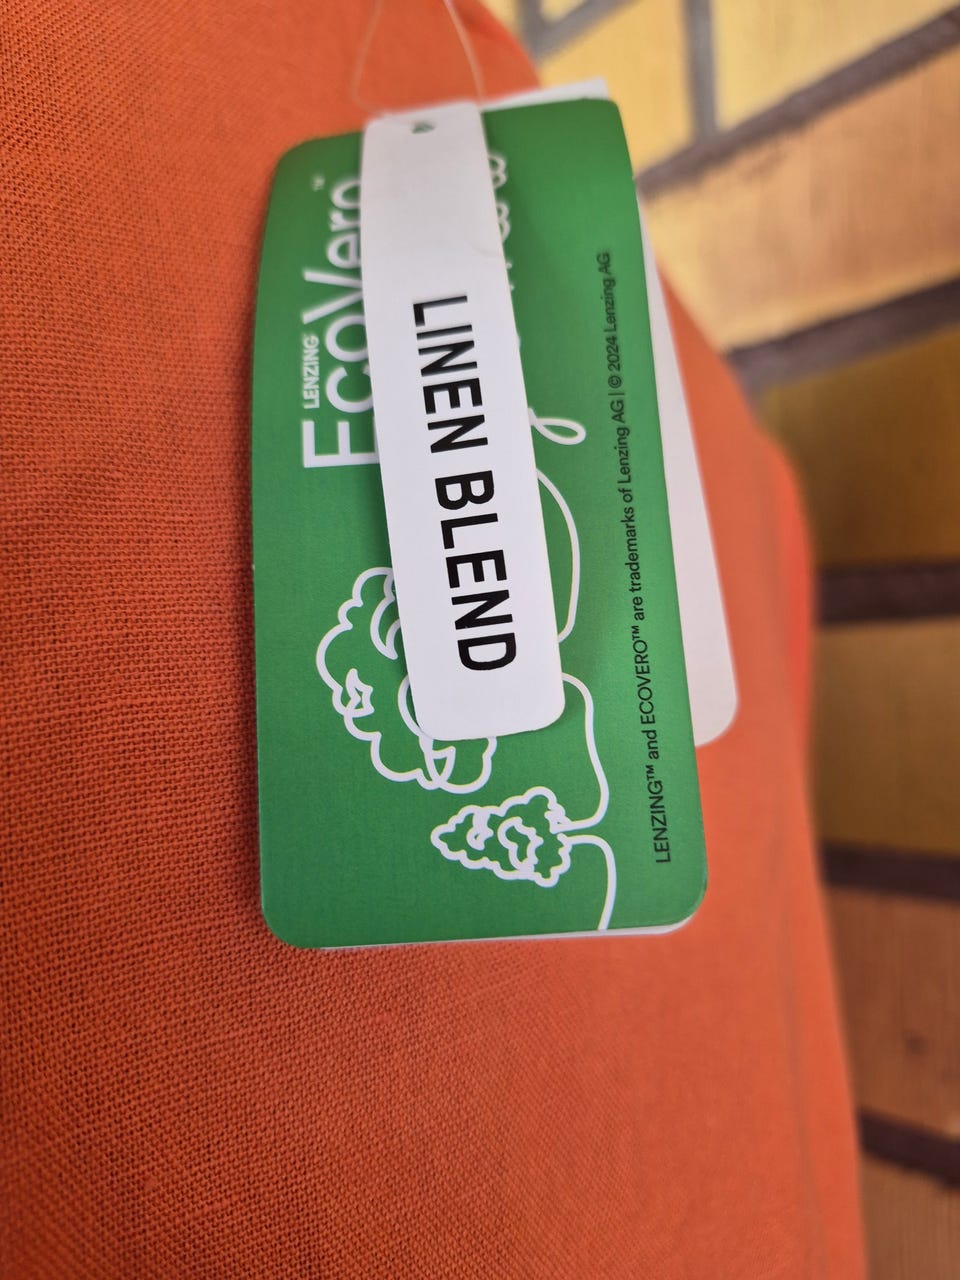 LENZING™
EcoVero™
LINEN BLEND
LENZING™ and ECOVERO™ are trademarks of Lenzing AG | © 2024 Lenzing AG